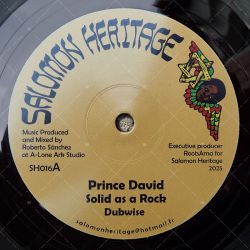 SALOMON HERITAGE
Music Produced
and Mixed by
Roberto Sánchez
at A-Lone Ark Studio
SH016A
Executive producer
RootsAma for
Salomon Heritage
2025
Prince David
Solid as a Rock
Dubwise
salomonheritage@hotmail.fr